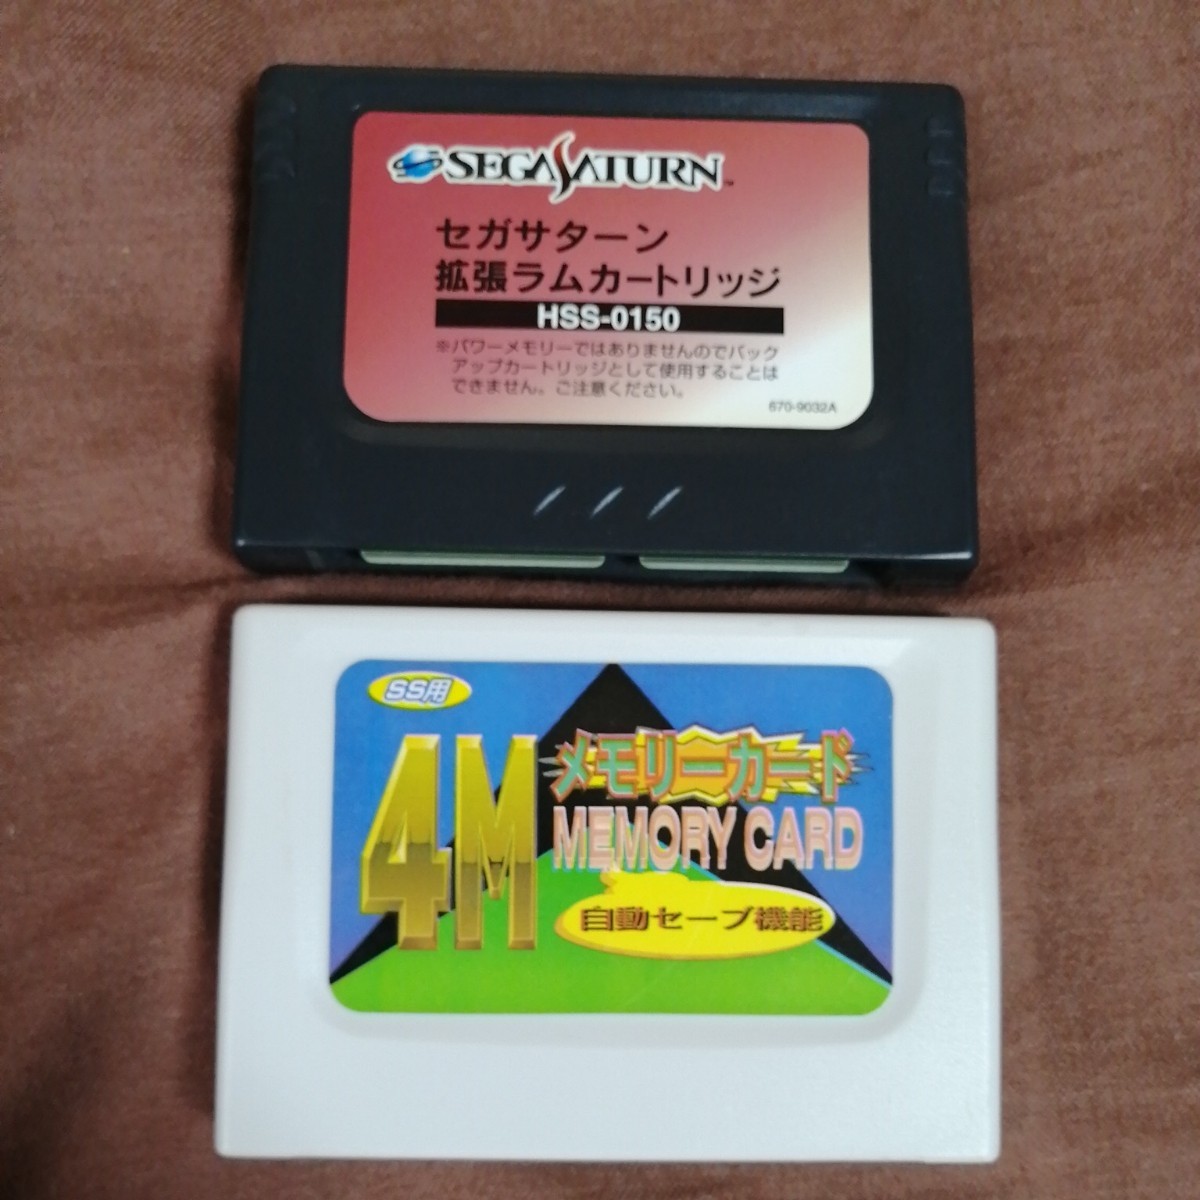 SEGA SATURN™
セガサターン
拡張ラムカートリッジ
HSS-0150
※パワーメモリーではありませんのでバック
アップカートリッジとして使用することは
できません。ご注意ください。
670-9032A
SS用
4M
メモリーカード
MEMORY CARD
自動セーブ機能